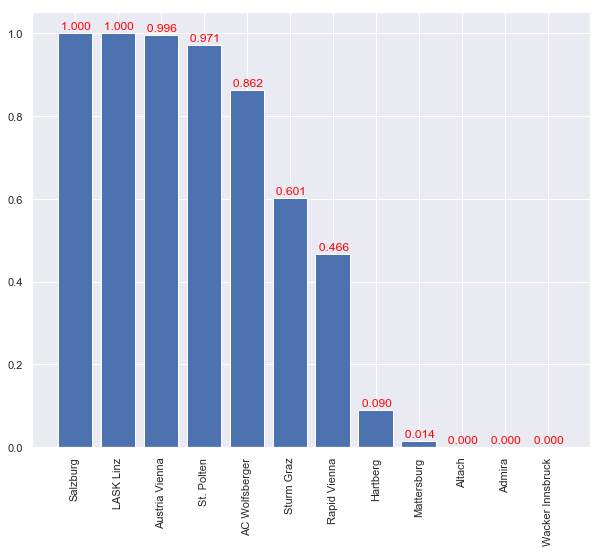 1.000 1.000 0.996 0.971 0.862 0.601 0.466 0.090 0.014 0.000 0.000 0.000
1.0
0.8
0.6
0.4
0.2
0.0
Salzburg
LASK Linz
Austria Vienna
St. Polten
AC Wolfsberger
Sturm Graz
Rapid Vienna
Hartberg
Mattersburg
Altach
Admira
Wacker Innsbruck